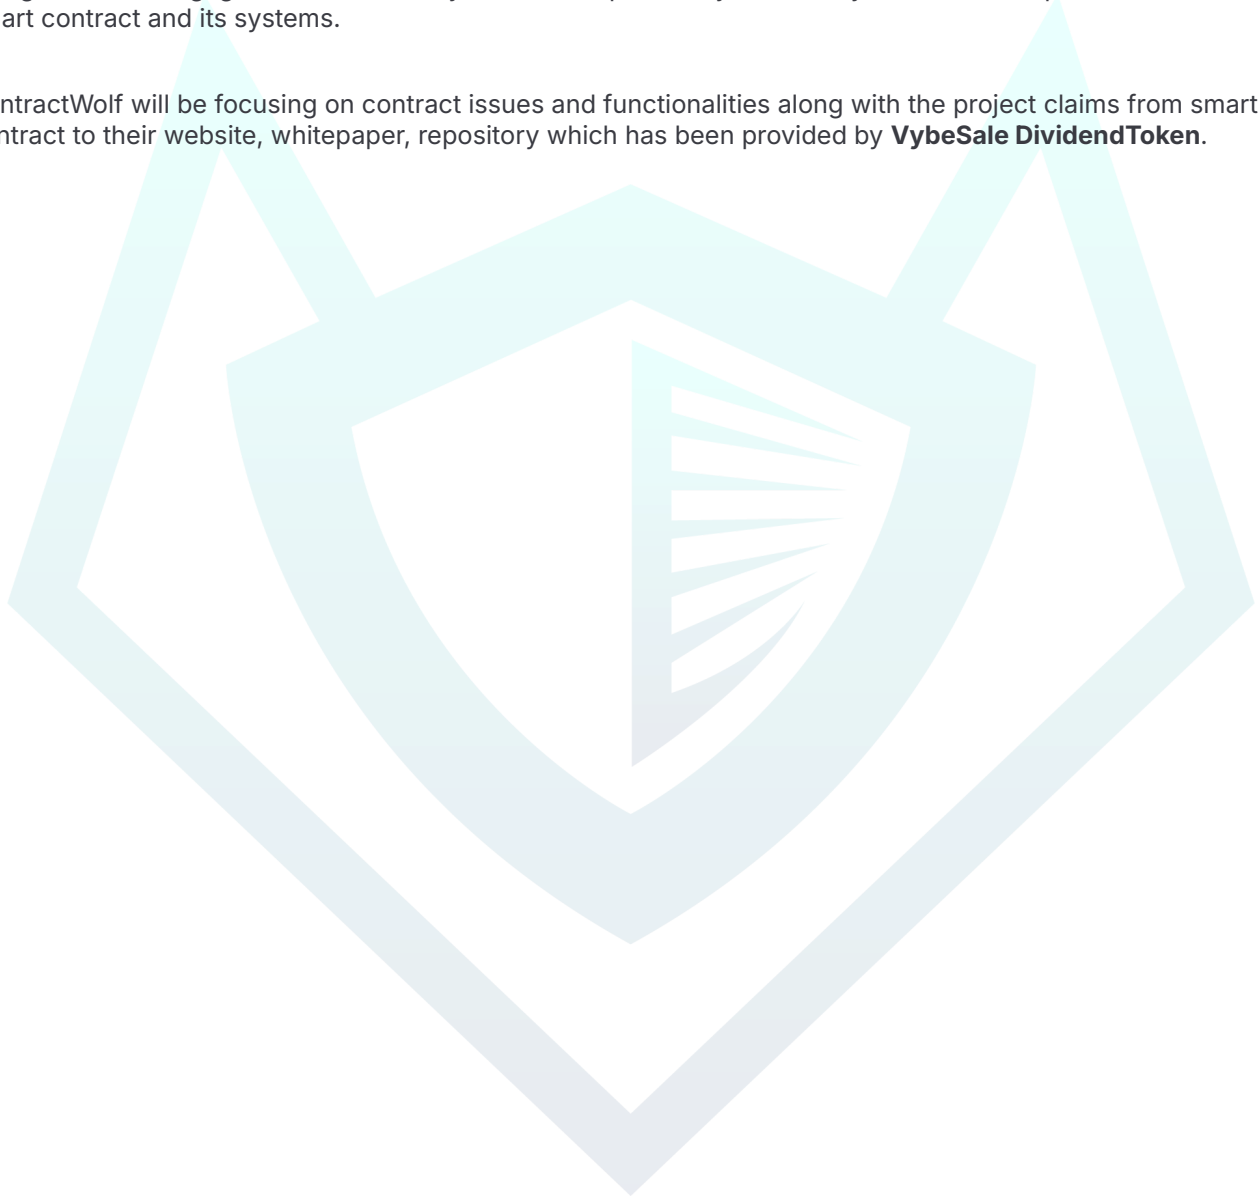 art contract and its systems.
ntractWolf will be focusing on contract issues and functionalities along with the project claims from smart
ntract to their website, whitepaper, repository which has been provided by VybeSale DividendToken.